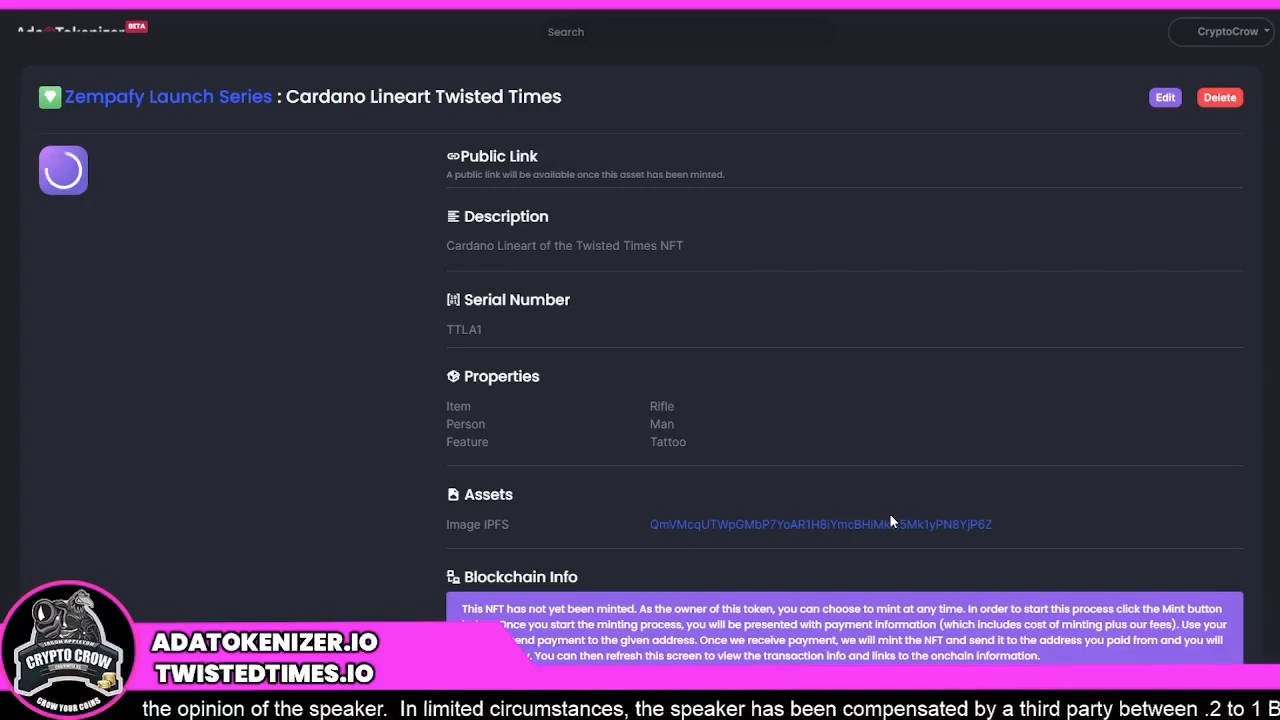 AdaTokenizer BETA
Search
CryptoCrow
Zempafy Launch Series : Cardano Lineart Twisted Times
Edit
Delete
Public Link
A public link will be available once this asset has been minted.
Description
Cardano Lineart of the Twisted Times NFT
Serial Number
TTLA1
Properties
Item Rifle
Person Man
Feature Tattoo
Assets
Image IPFS
Blockchain Info
This NFT has not yet been minted. As the owner of this token, you can choose to mint at any time. In order to start this process click the Mint button
Once you start the minting process, you will be presented with payment information (which includes cost of minting plus our fees). Use your
end payment to the given address. Once we receive payment, we will mint the NFT and send it to the address you paid from and you will
You can then refresh this screen to view the transaction info and links to the onchain information.
CRYPTO CROW
CROW YOUR COINS
ADATOKENIZER.IO
TWISTEDTIMES.IO
the opinion of the speaker. In limited circumstances, the speaker has been compensated by a third party between .2 to 1 B